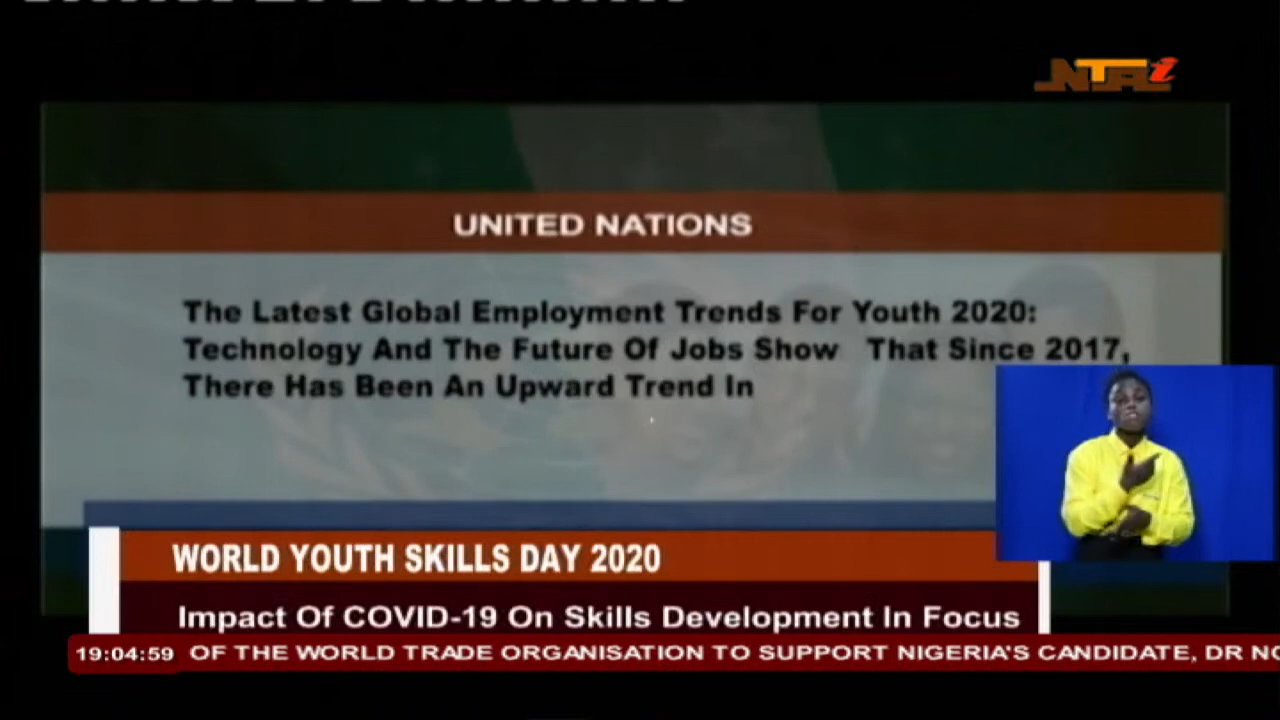 NTAi
UNITED NATIONS
The Latest Global Employment Trends For Youth 2020:
Technology And The Future Of Jobs Show That Since 2017,
There Has Been An Upward Trend In
WORLD YOUTH SKILLS DAY 2020
Impact Of COVID-19 On Skills Development In Focus
19:04:59 OF THE WORLD TRADE ORGANISATION TO SUPPORT NIGERIA'S CANDIDATE, DR